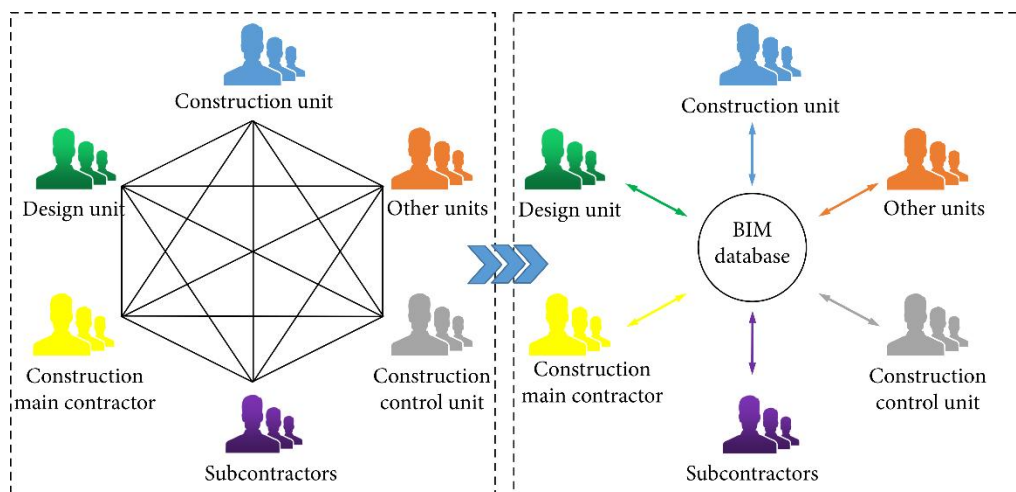 Construction unit
Design unit
Other units
Construction
main contractor
Construction
control unit
Subcontractors
Construction unit
Design unit
Other units
BIM
database
Construction
main contractor
Construction
control unit
Subcontractors